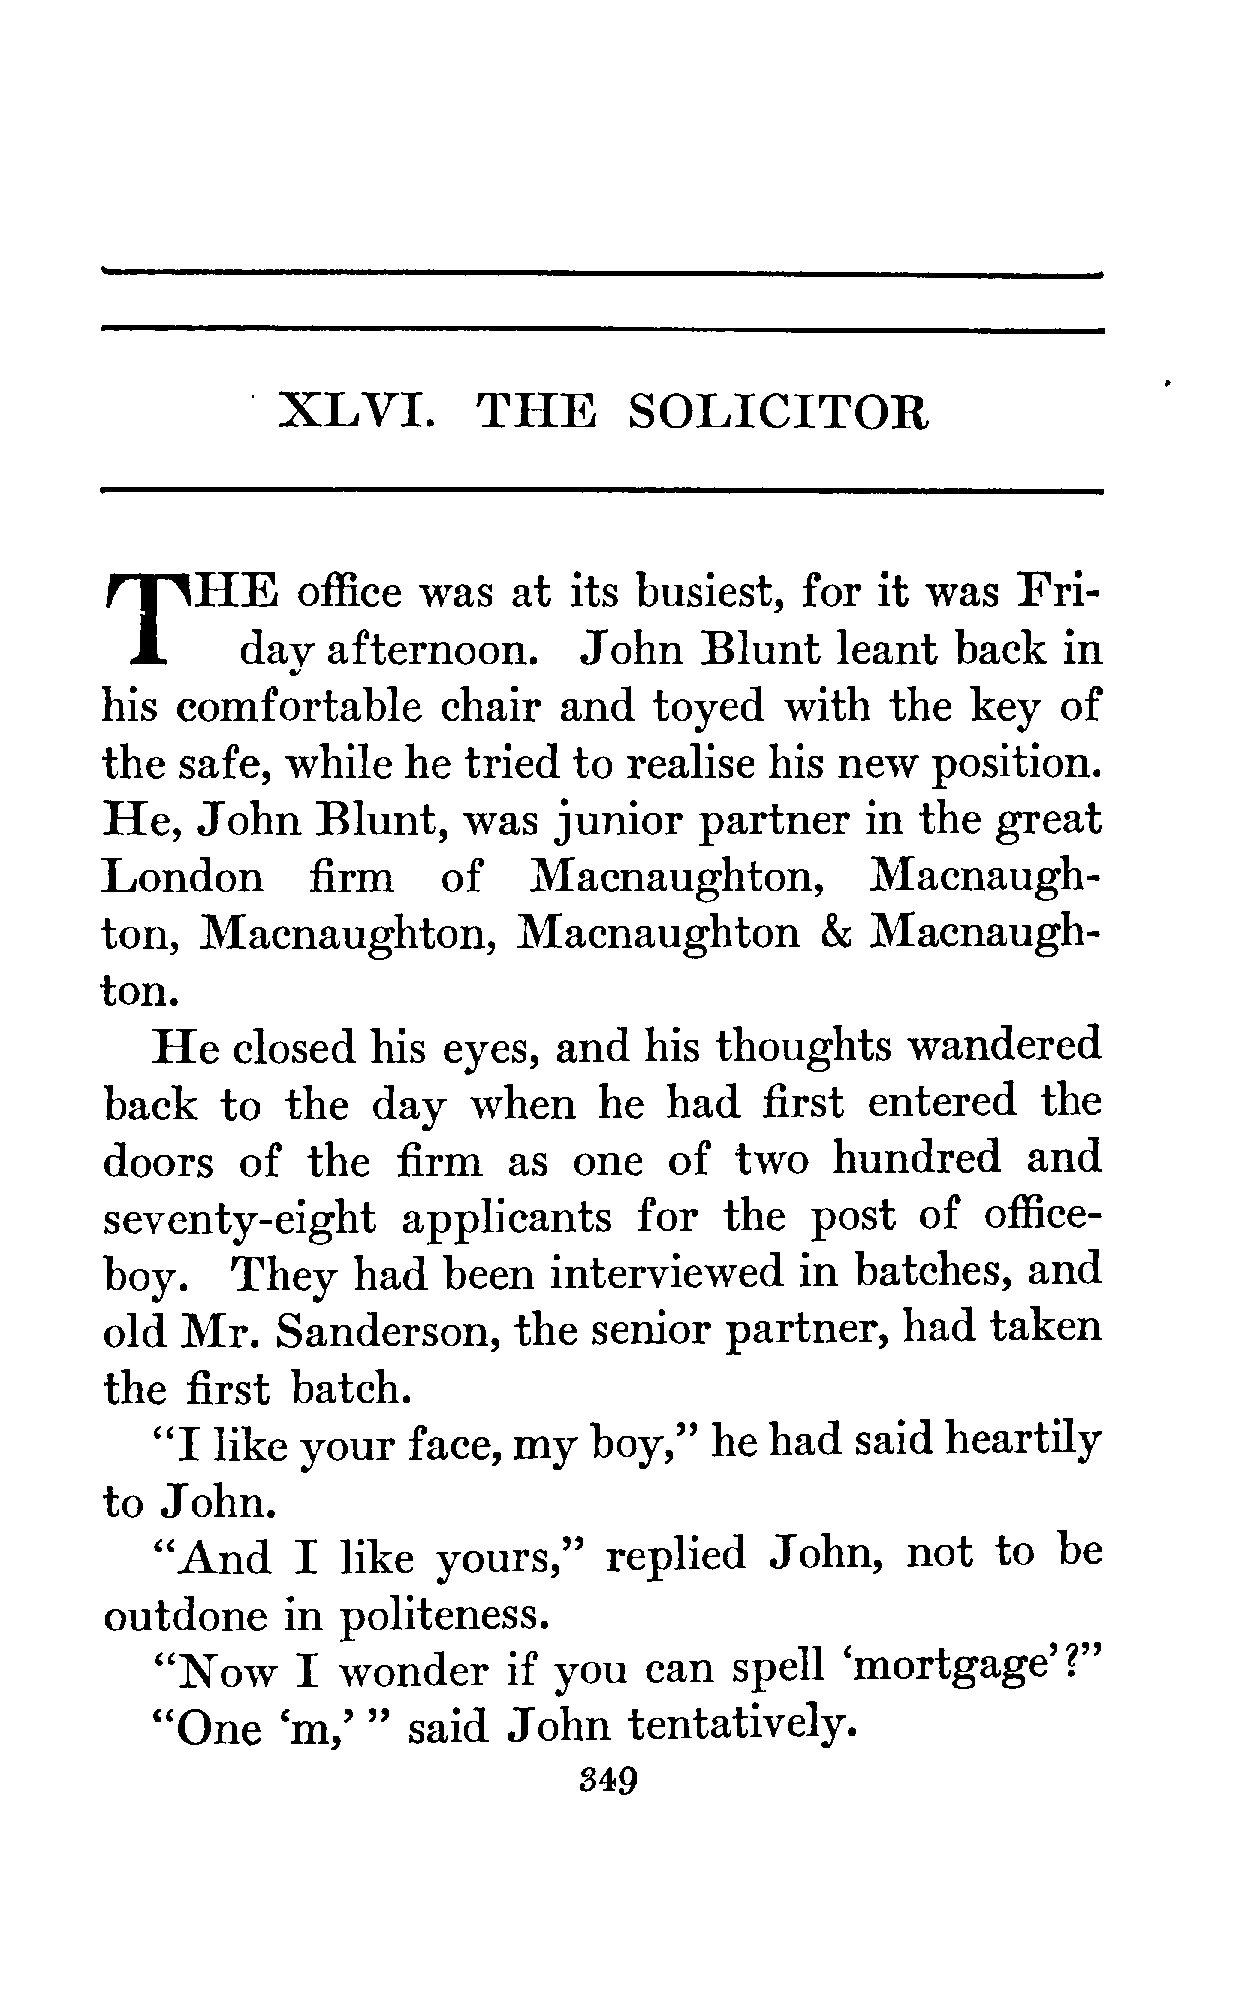 XLVI. THE SOLICITOR
THE office was at its busiest, for it was Fri-
day afternoon. John Blunt leant back in
his comfortable chair and toyed with the key of
the safe, while he tried to realise his new position.
He, John Blunt, was junior partner in the great
London firm of Macnaughton, Macnaugh-
ton, Macnaughton, Macnaughton & Macnaugh-
ton.
He closed his eyes, and his thoughts wandered
back to the day when he had first entered the
doors of the firm as one of two hundred and
seventy-eight applicants for the post of office-
boy. They had been interviewed in batches, and
old Mr. Sanderson, the senior partner, had taken
the first batch.
"I like your face, my boy," he had said heartily
to John.
"And I like yours," replied John, not to be
outdone in politeness.
"Now I wonder if you can spell 'mortgage'?"
"One 'm,' " said John tentatively.
349